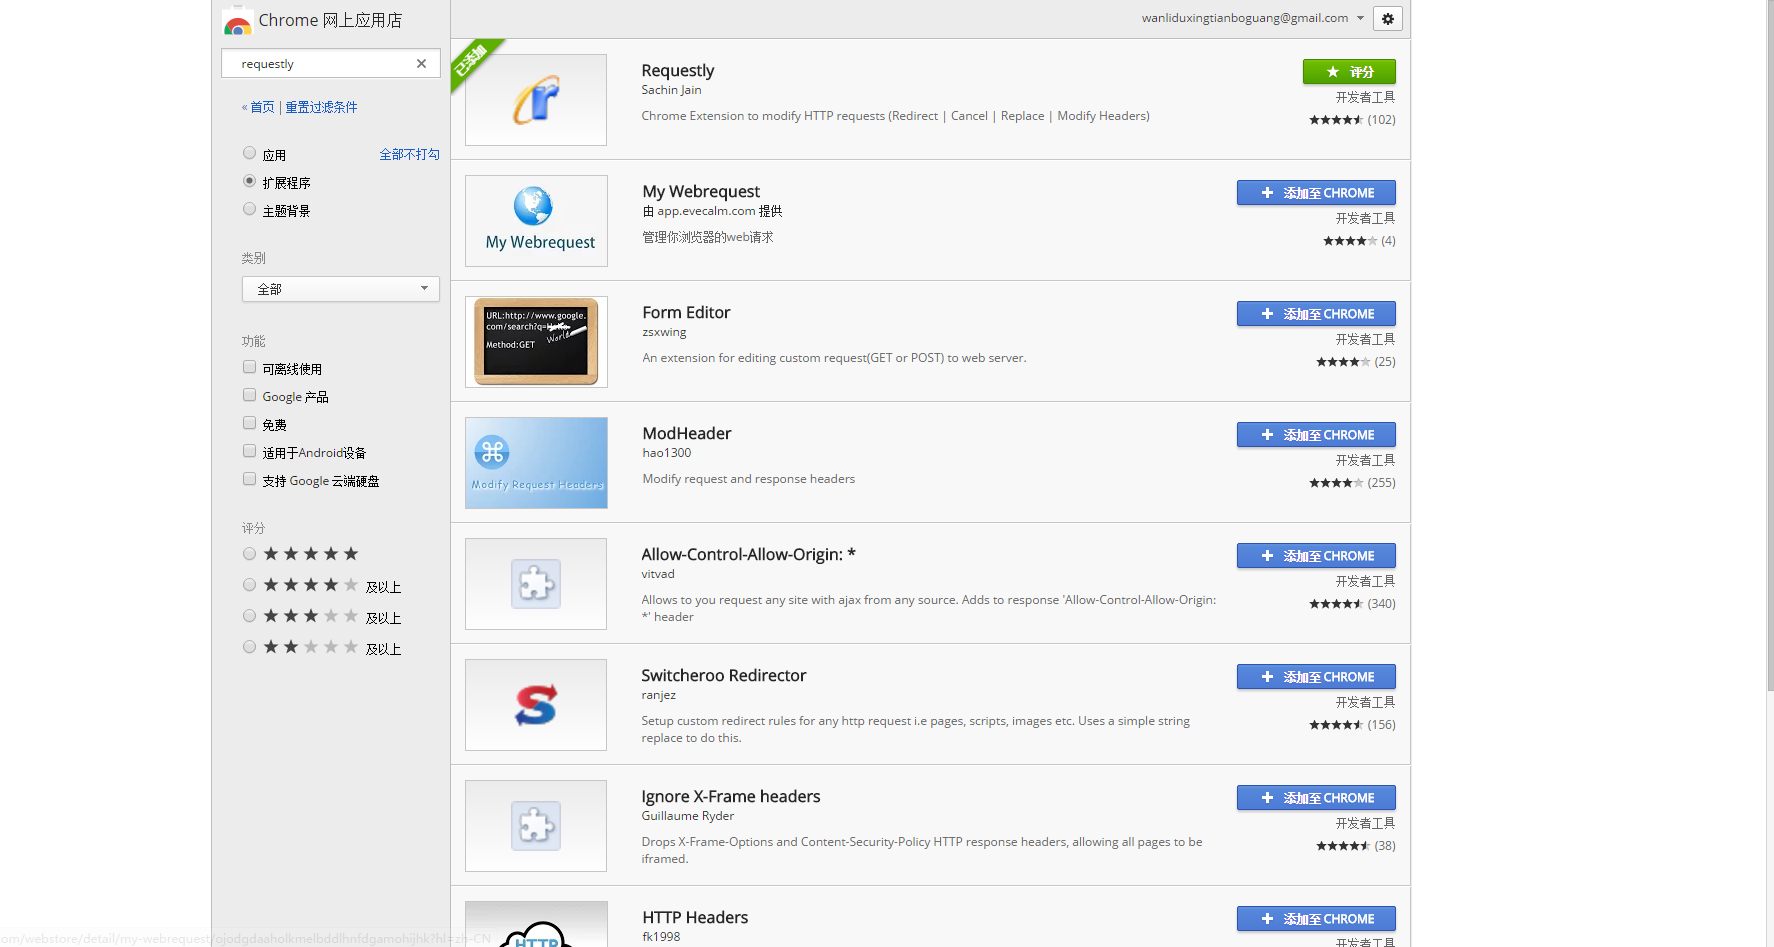 Chrome 网上应用店
wanliduxingtianboguang@gmail.com
requestly
« 首页 | 重置过滤条件
应用
全部不打勾
扩展程序
主题背景
类别
全部
功能
可离线使用
Google 产品
免费
适用于Android设备
支持 Google 云端硬盘
评分
及以上
及以上
及以上
已添加
Requestly
Sachin Jain
Chrome Extension to modify HTTP requests (Redirect | Cancel | Replace | Modify Headers)
评分
开发者工具
(102)
My Webrequest
My Webrequest
由 app.evecalm.com 提供
管理你浏览器的web请求
添加至 CHROME
开发者工具
(4)
URL:http://www.google.
com/search?q=Hello
World
Method:GET
Form Editor
zsxwing
An extension for editing custom request(GET or POST) to web server.
添加至 CHROME
开发者工具
(25)
Modify Request Headers
ModHeader
hao1300
Modify request and response headers
添加至 CHROME
开发者工具
(255)
Allow-Control-Allow-Origin: *
vitvad
Allows to you request any site with ajax from any source. Adds to response 'Allow-Control-Allow-Origin:
*' header
添加至 CHROME
开发者工具
(340)
Switcheroo Redirector
ranjez
Setup custom redirect rules for any http request i.e pages, scripts, images etc. Uses a simple string
replace to do this.
添加至 CHROME
开发者工具
(156)
Ignore X-Frame headers
Guillaume Ryder
Drops X-Frame-Options and Content-Security-Policy HTTP response headers, allowing all pages to be
iframed.
添加至 CHROME
开发者工具
(38)
HTTP
HTTP Headers
fk1998
添加至 CHROME
开发者工具
om/webstore/detail/my-webrequest/ojodgdaaholkmelbddlhnfdgamohijhk?hl=zh-CN